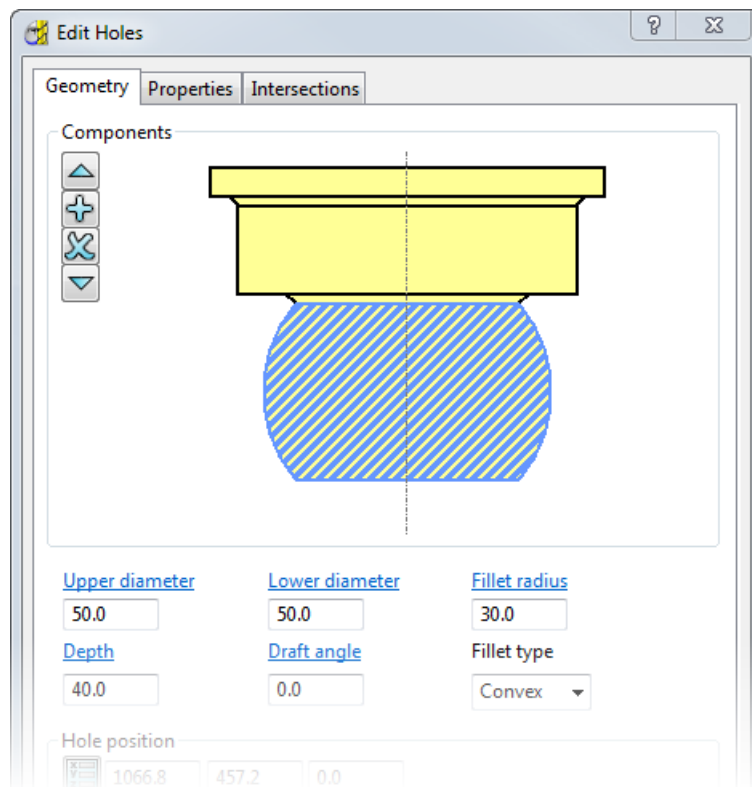 Edit Holes
Geometry Properties Intersections
Components
Upper diameter Lower diameter Fillet radius
50.0 50.0 30.0
Depth Draft angle Fillet type
40.0 0.0 Convex
Hole position
1066.8 457.2 0.0